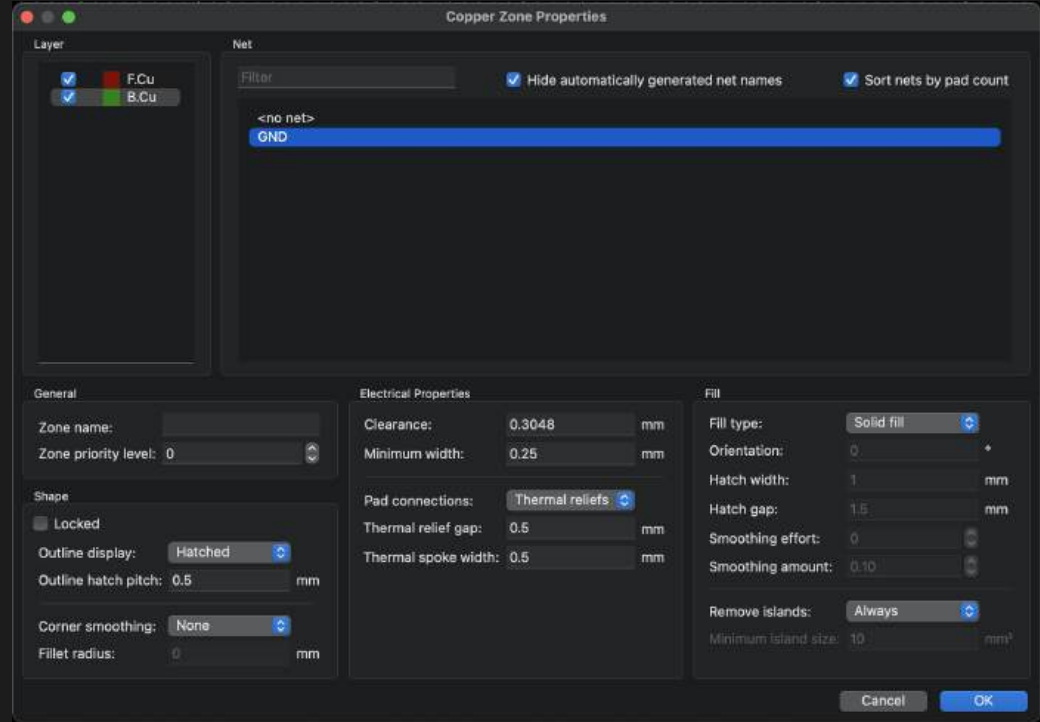 Copper Zone Properties
Layer
F.Cu
B.Cu
Net
Filter
Hide automatically generated net names
Sort nets by pad count
<no net>
GND
General
Zone name:
Zone priority level: 0
Shape
Locked
Outline display: Hatched
Outline hatch pitch: 0.5 mm
Corner smoothing: None
Fillet radius: 0 mm
Electrical Properties
Clearance: 0.3048 mm
Minimum width: 0.25 mm
Pad connections: Thermal reliefs
Thermal relief gap: 0.5 mm
Thermal spoke width: 0.5 mm
Fill
Fill type: Solid fill
Orientation: 0 °
Hatch width: 1 mm
Hatch gap: 1.5 mm
Smoothing effort: 0
Smoothing amount: 0.10
Remove islands: Always
Minimum island size: 10 mm²
Cancel
OK